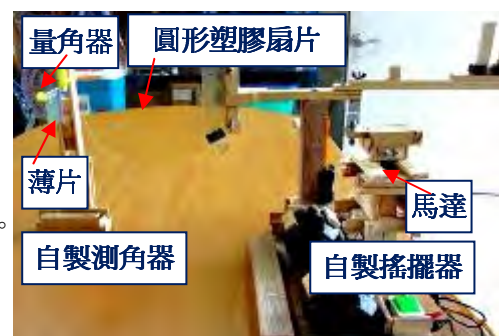 量角器
圓形塑膠扇片
薄片
馬達
。
自製測角器
自製搖擺器